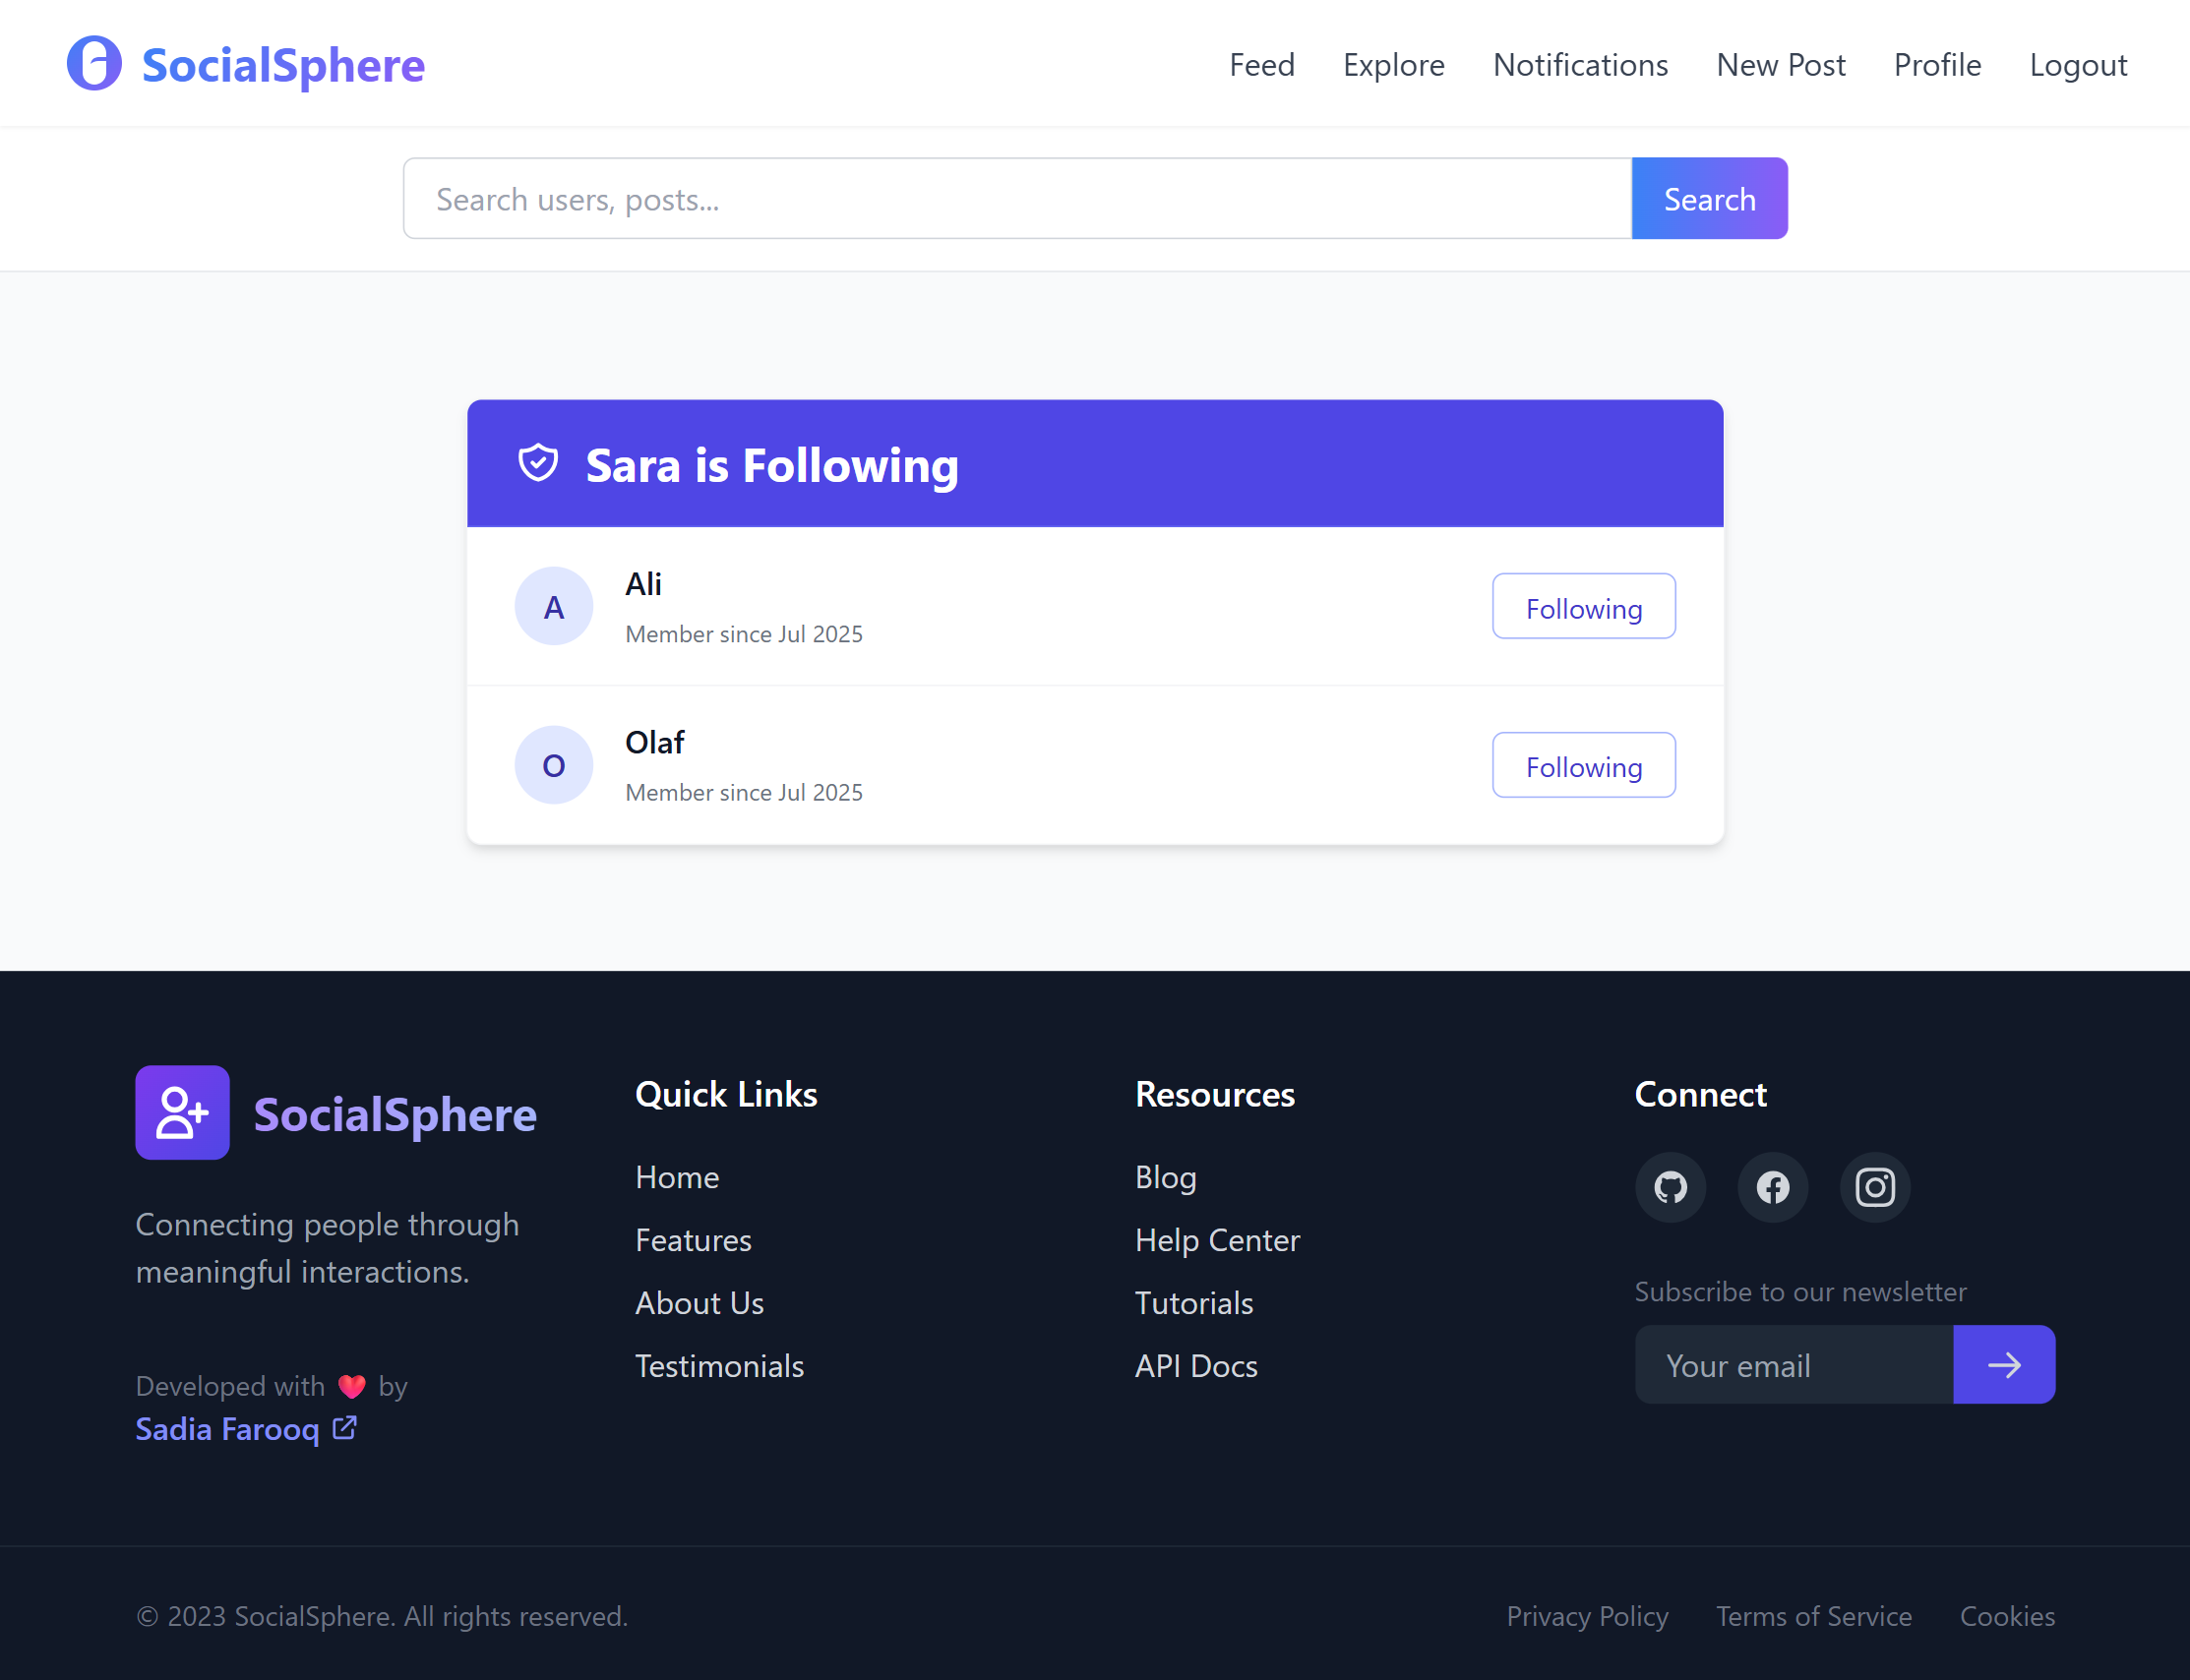 SocialSphere
Feed
Explore
Notifications
New Post
Profile
Logout
Search users, posts...
Search
Sara is Following
A
Ali
Member since Jul 2025
Following
O
Olaf
Member since Jul 2025
Following
SocialSphere
Connecting people through
meaningful interactions.
Developed with ❤️ by
Sadia Farooq
Quick Links
Home
Features
About Us
Testimonials
Resources
Blog
Help Center
Tutorials
API Docs
Connect
Subscribe to our newsletter
Your email
© 2023 SocialSphere. All rights reserved.
Privacy Policy
Terms of Service
Cookies